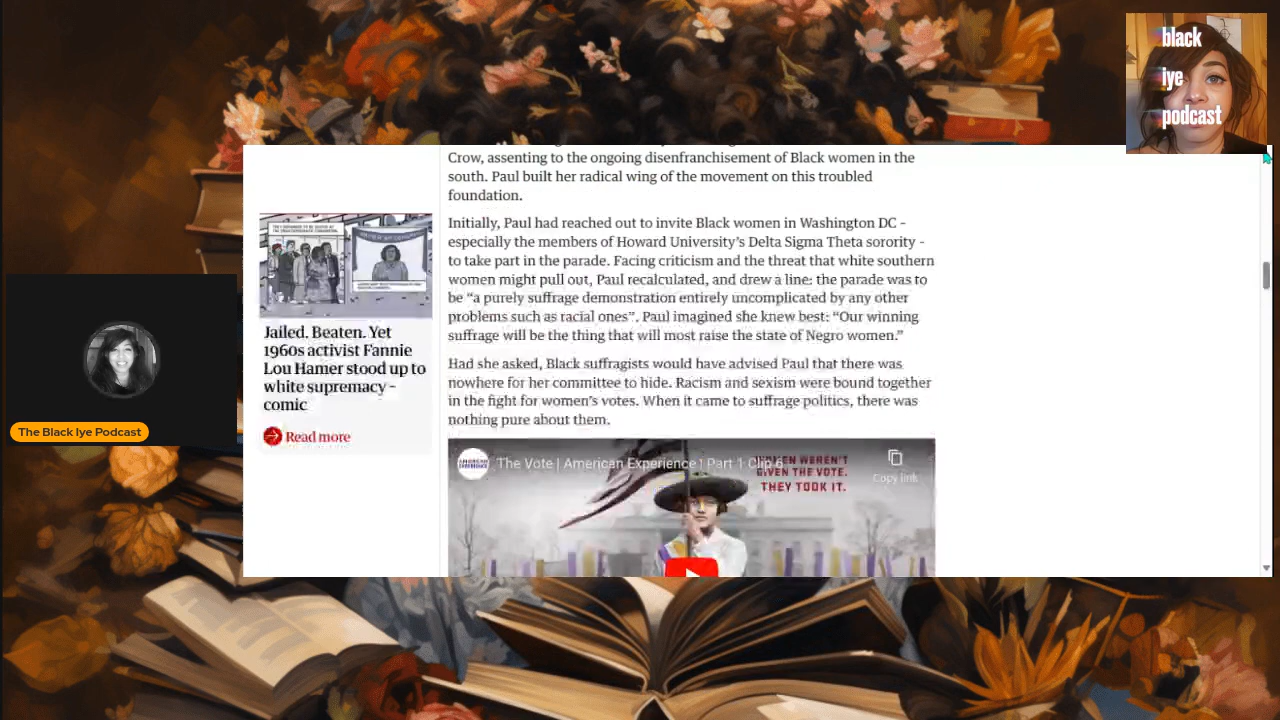 black
iye
podcast
Crow, assenting to the ongoing disenfranchisement of Black women in the
south. Paul built her radical wing of the movement on this troubled
foundation.
Initially, Paul had reached out to invite Black women in Washington DC –
especially the members of Howard University’s Delta Sigma Theta sorority –
to take part in the parade. Facing criticism and the threat that white southern
women might pull out, Paul recalculated, and drew a line: the parade was to
be “a purely suffrage demonstration entirely uncomplicated by any other
problems such as racial ones”. Paul imagined she knew best: “Our winning
suffrage will be the thing that will most raise the state of Negro women.”
Had she asked, Black suffragists would have advised Paul that there was
nowhere for her committee to hide. Racism and sexism were bound together
in the fight for women’s votes. When it came to suffrage politics, there was
nothing pure about them.
Jailed. Beaten. Yet
1960s activist Fannie
Lou Hamer stood up to
white supremacy –
comic
Read more
The Black Iye Podcast
AMERICAN
EXPERIENCE
The Vote | American Experience | Part 1 Clip 6
WOMEN WEREN'T
GIVEN THE VOTE.
THEY TOOK IT.
Copy link